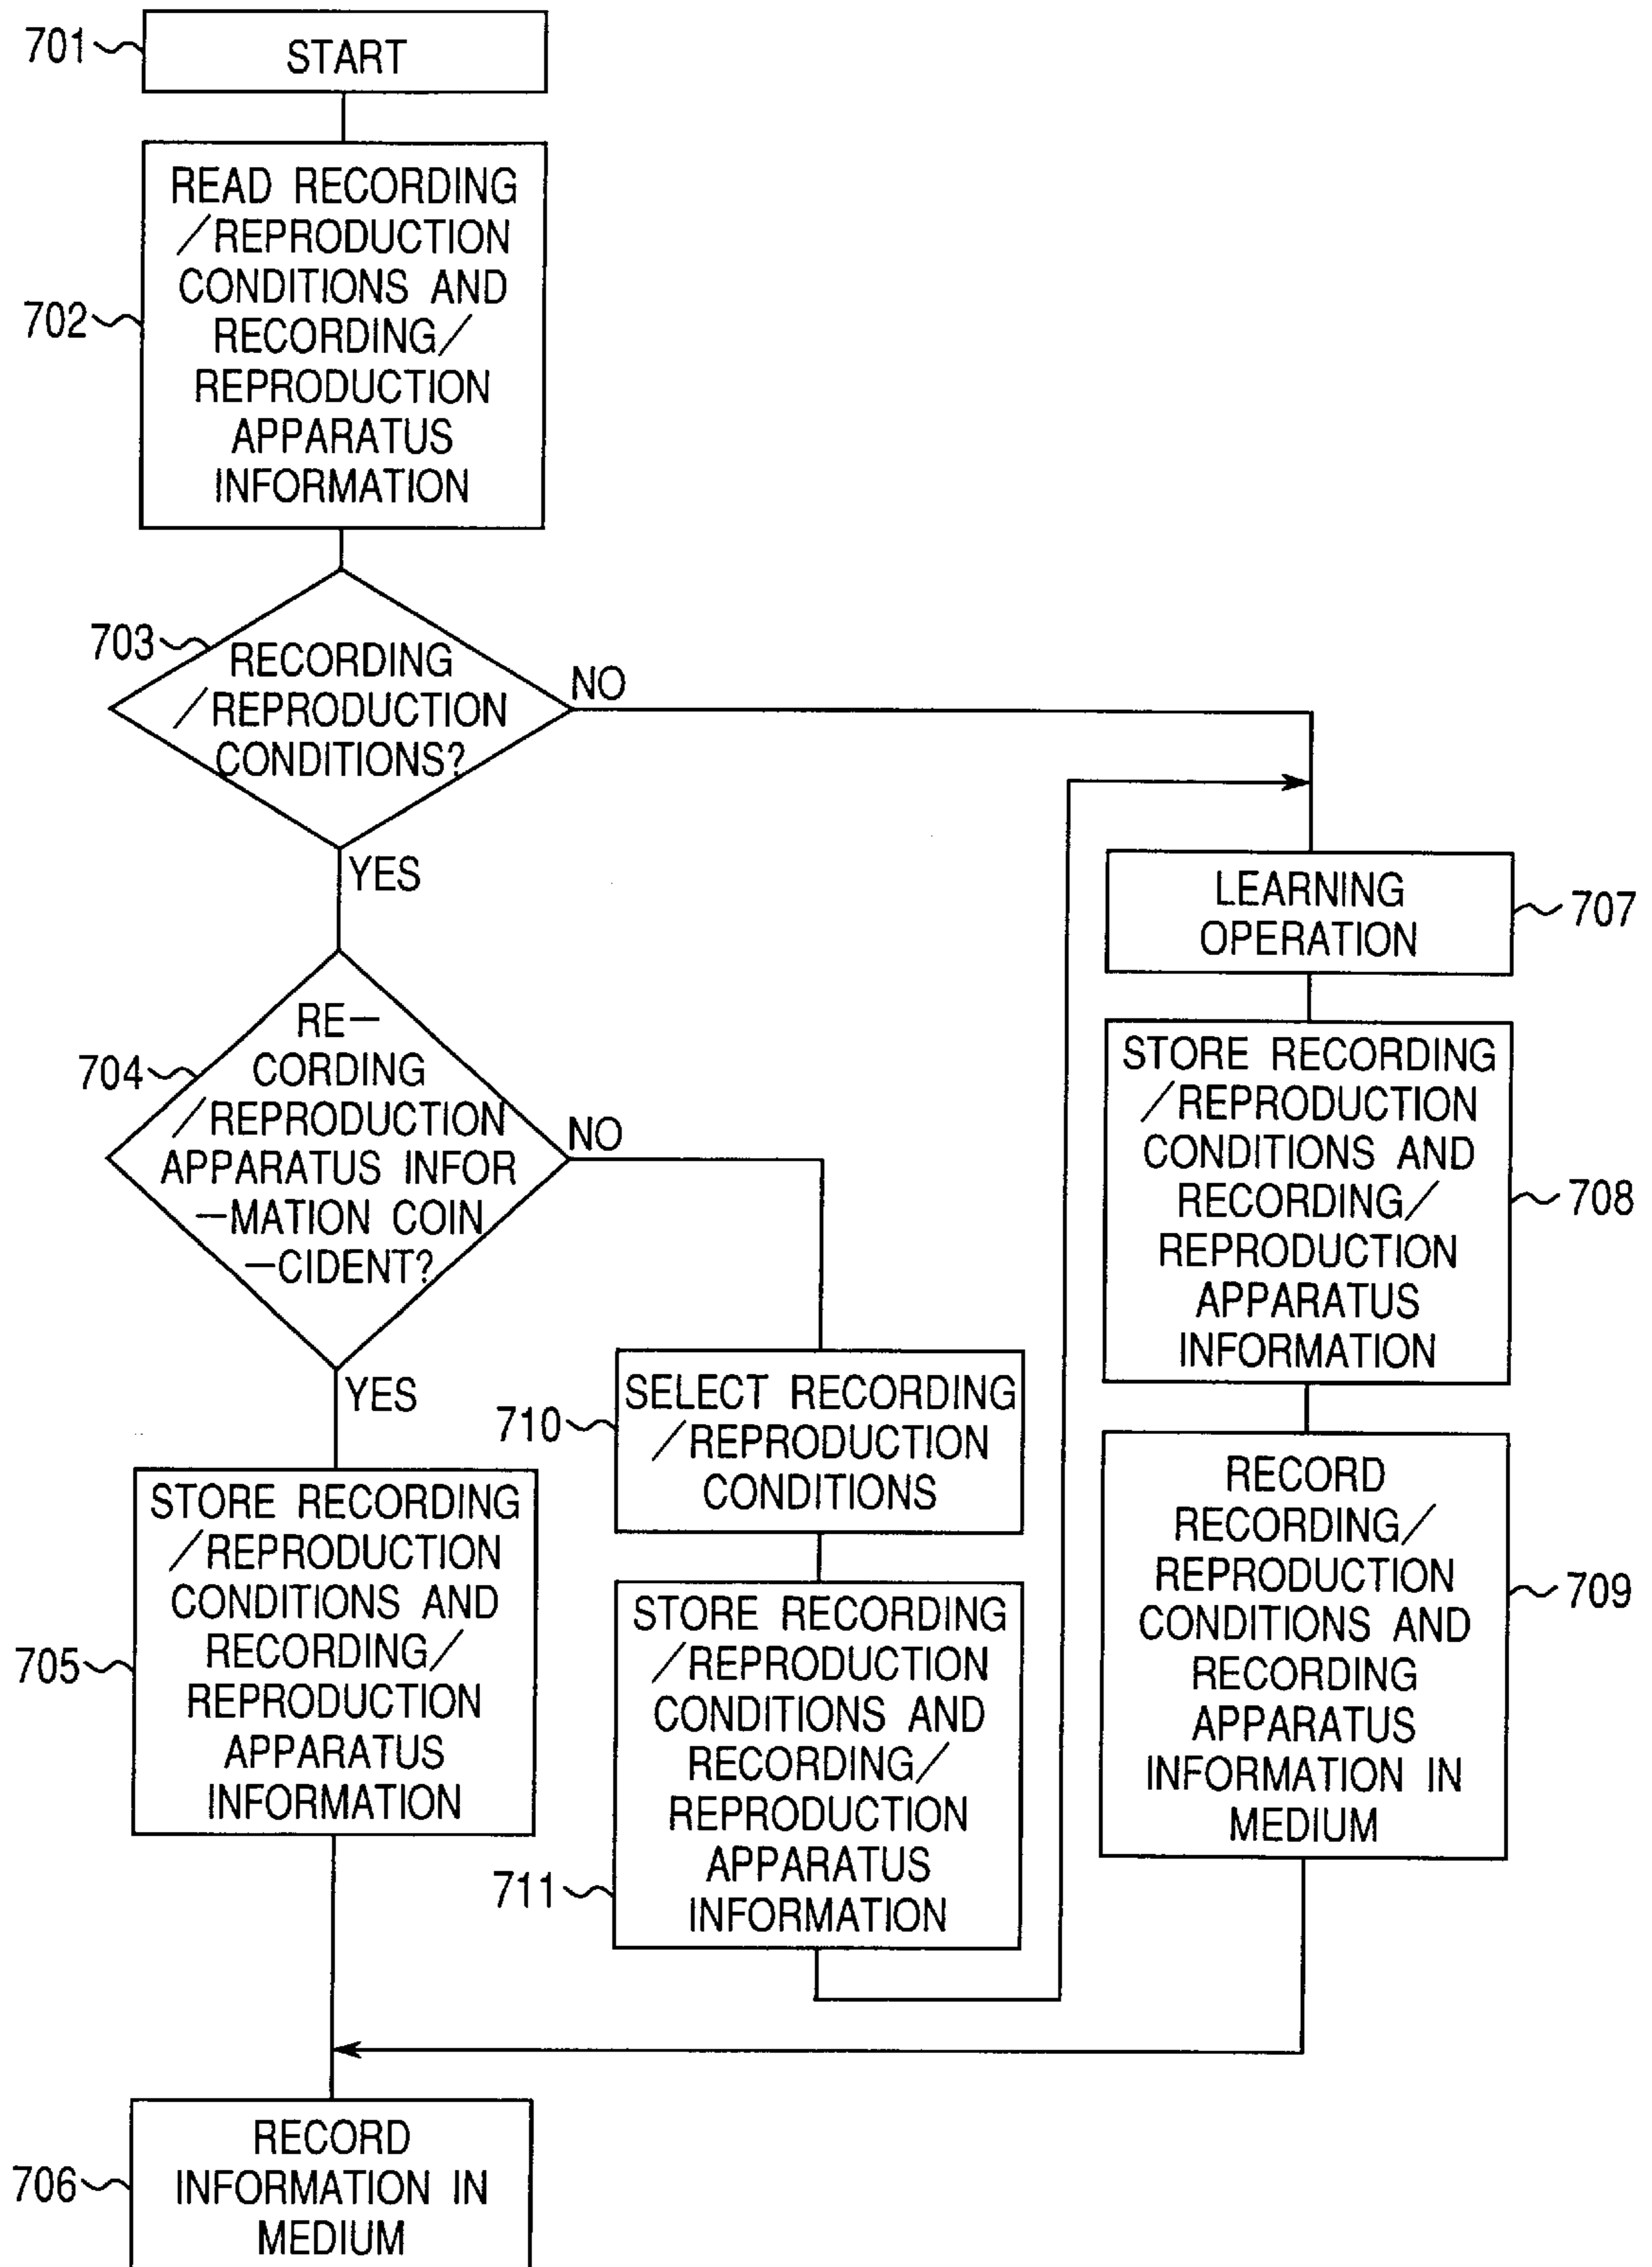 701
START
702
READ RECORDING
/REPRODUCTION
CONDITIONS AND
RECORDING/
REPRODUCTION
APPARATUS
INFORMATION
703
RECORDING
/REPRODUCTION
CONDITIONS?
NO
YES
704
RE—
CORDING
/REPRODUCTION
APPARATUS INFOR
—MATION COIN
—CIDENT?
NO
YES
705
STORE RECORDING
/REPRODUCTION
CONDITIONS AND
RECORDING/
REPRODUCTION
APPARATUS
INFORMATION
710
SELECT RECORDING
/REPRODUCTION
CONDITIONS
711
STORE RECORDING
/REPRODUCTION
CONDITIONS AND
RECORDING/
REPRODUCTION
APPARATUS
INFORMATION
LEARNING
OPERATION
707
STORE RECORDING
/REPRODUCTION
CONDITIONS AND
RECORDING/
REPRODUCTION
APPARATUS
INFORMATION
708
RECORD
RECORDING/
REPRODUCTION
CONDITIONS AND
RECORDING
APPARATUS
INFORMATION IN
MEDIUM
709
706
RECORD
INFORMATION IN
MEDIUM